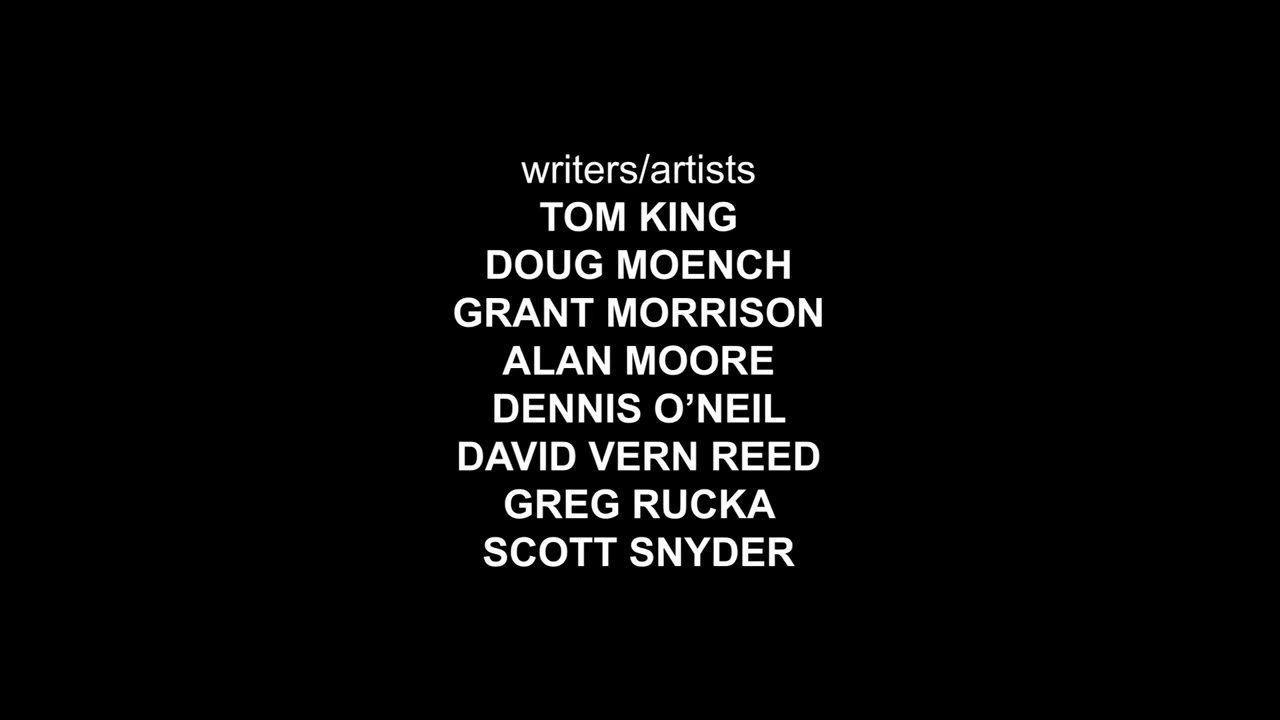 writers/artists
TOM KING
DOUG MOENCH
GRANT MORRISON
ALAN MOORE
DENNIS O’NEIL
DAVID VERN REED
GREG RUCKA
SCOTT SNYDER